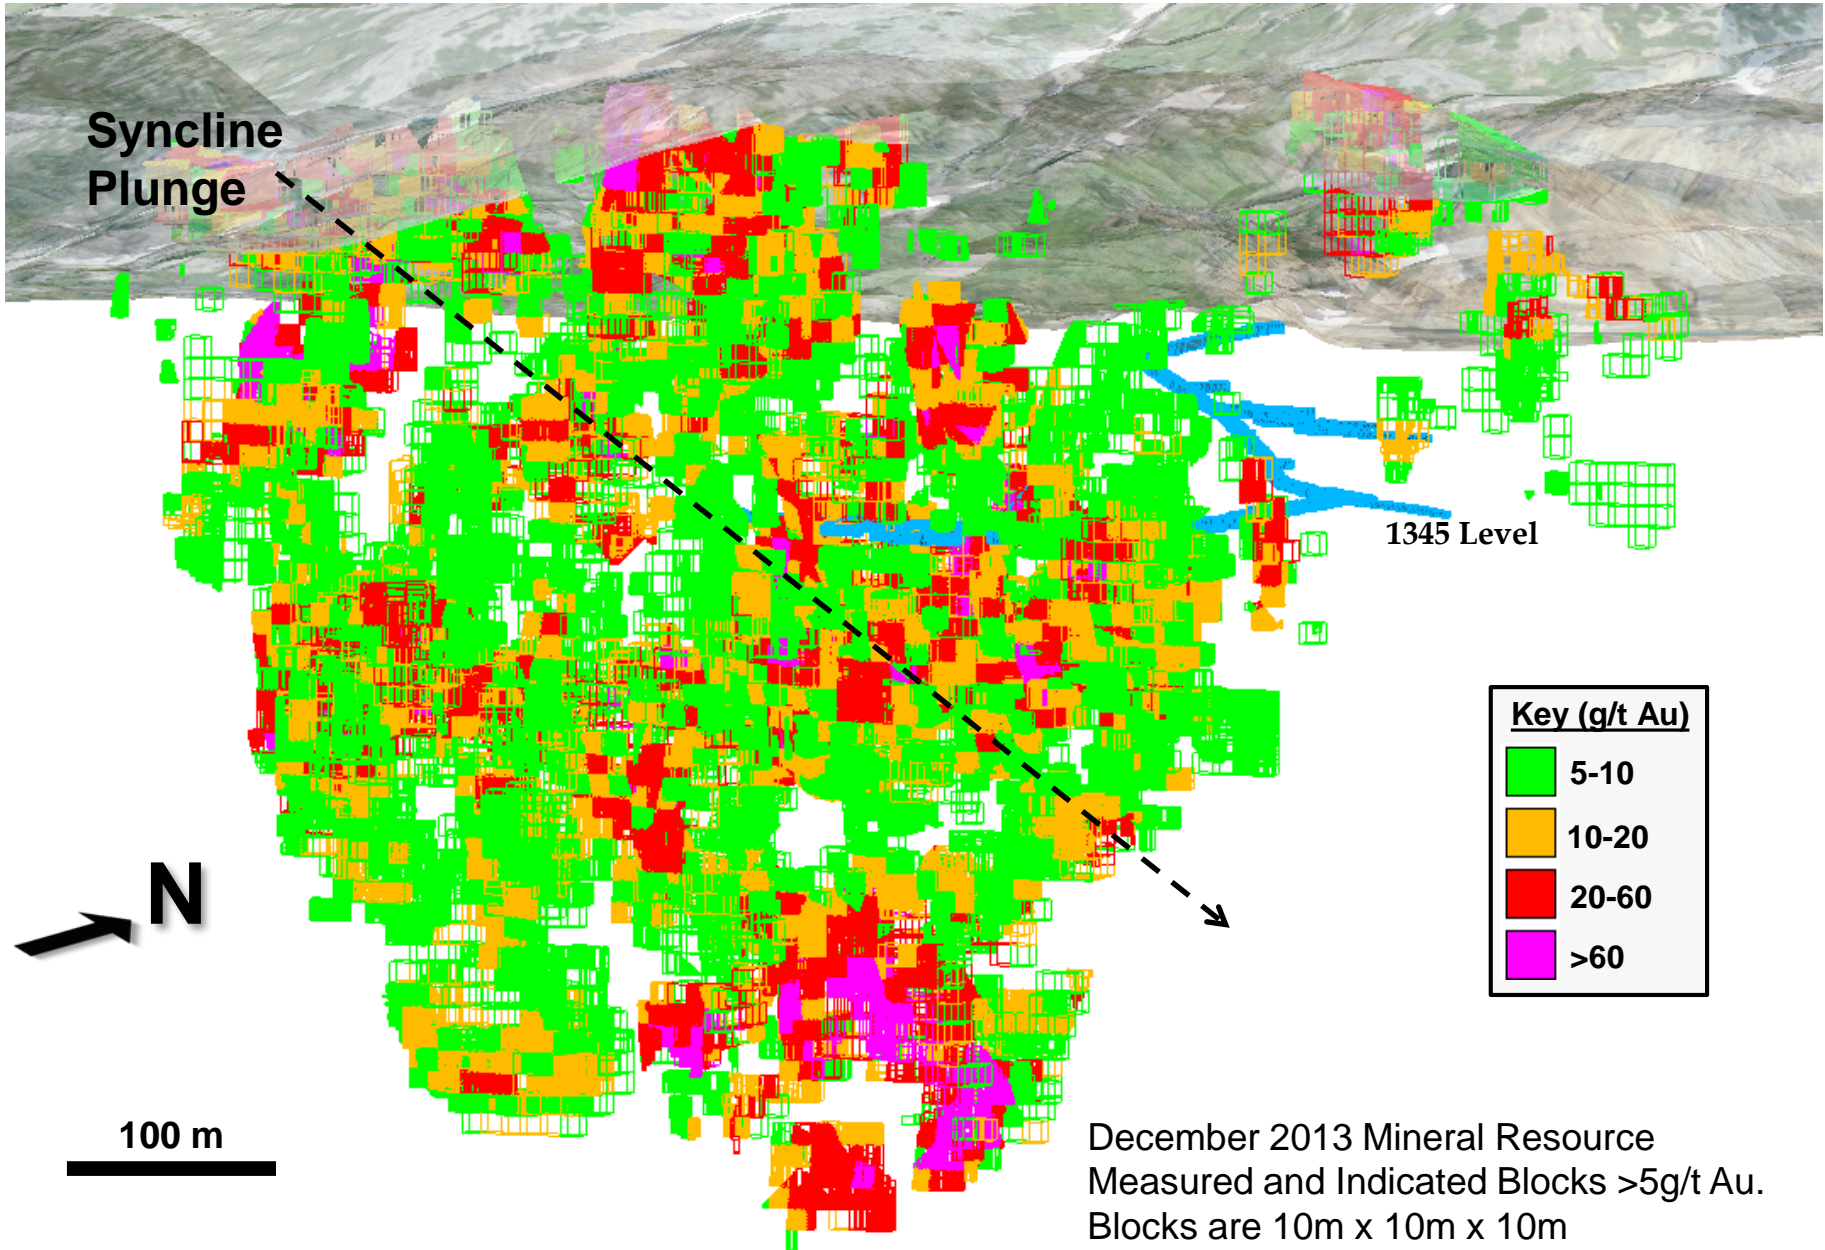 Syncline
Plunge
1345 Level
Key (g/t Au)
5-10
10-20
20-60
>60
N
100 m
December 2013 Mineral Resource
Measured and Indicated Blocks >5g/t Au.
Blocks are 10m x 10m x 10m